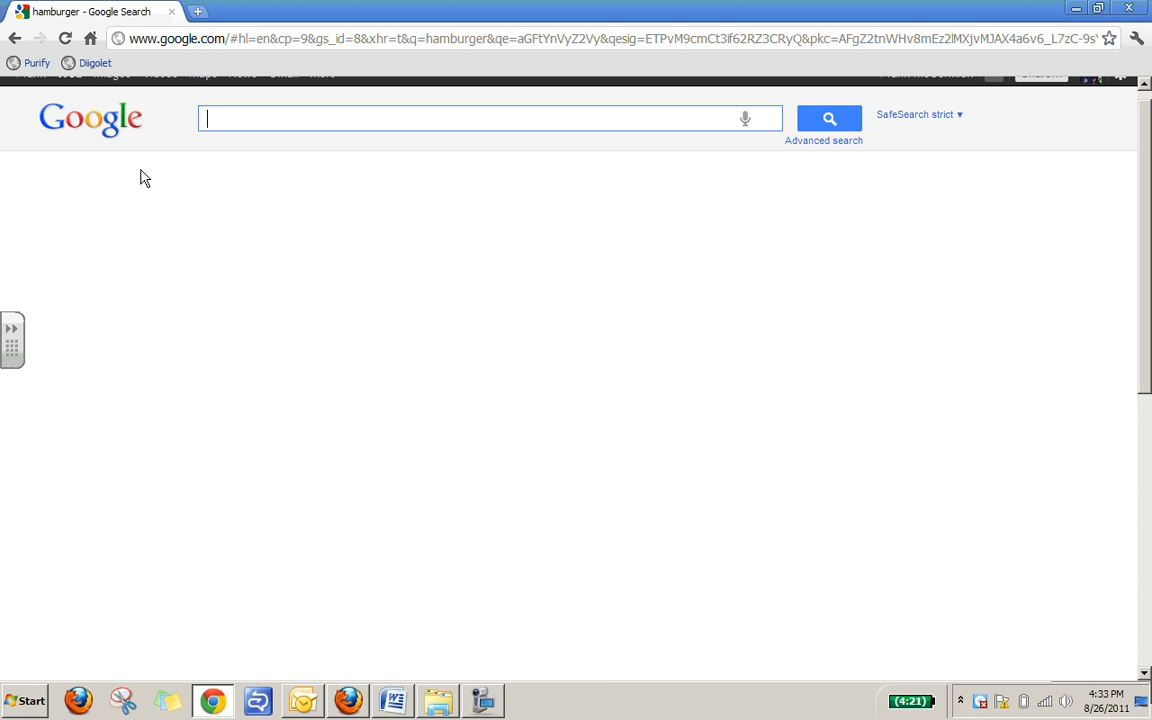 hamburger - Google Search
www.google.com/#hl=en&cp=9&gs_id=8&xhr=t&q=hamburger&qe=aGFtYnVyZ2Vy&qesig=ETPvM9cmCt3if62RZ3CRyQ&pkc=AFgZ2tnWHv8mEz2lMXjvMJAX4a6v6_L7zC-9s
Purify
Diigolet
Google
SafeSearch strict ▼
Advanced search
Start
(4:21)
4:33 PM
8/26/2011